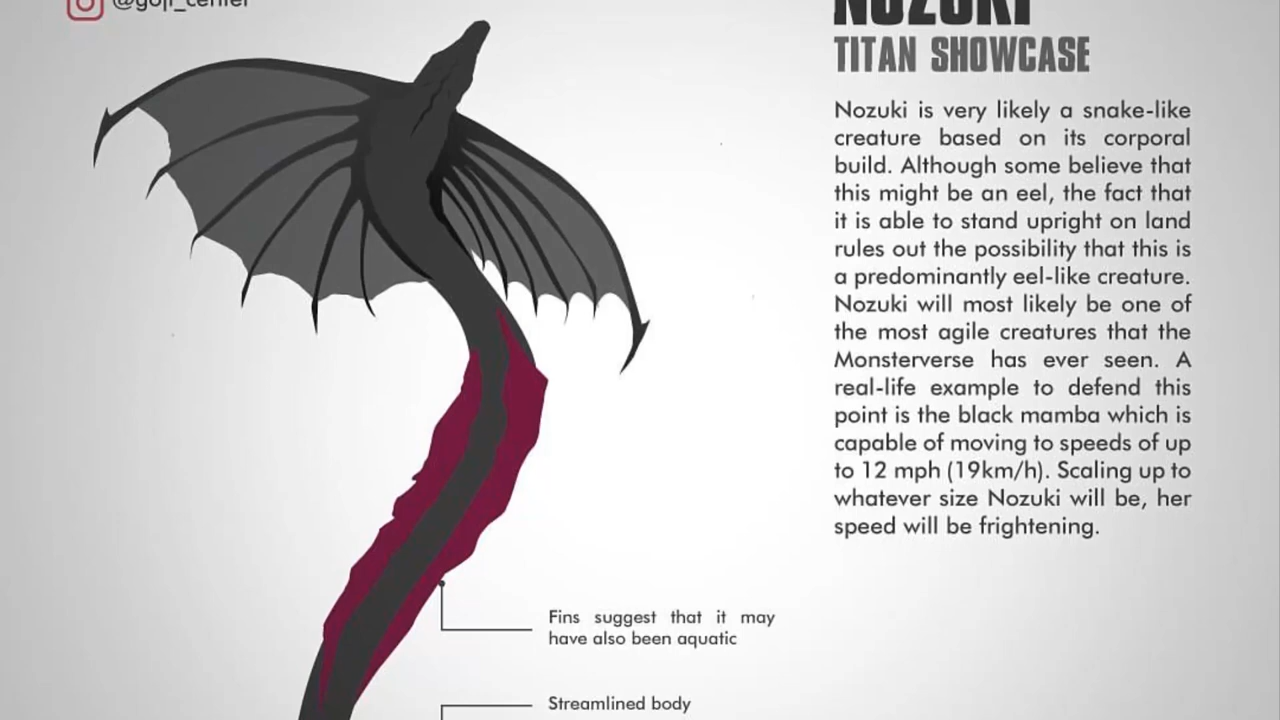 @goji_center
NOZUKI
TITAN SHOWCASE
Nozuki is very likely a snake-like
creature based on its corporal
build. Although some believe that
this might be an eel, the fact that
it is able to stand upright on land
rules out the possibility that this is
a predominantly eel-like creature.
Nozuki will most likely be one of
the most agile creatures that the
Monsterverse has ever seen. A
real-life example to defend this
point is the black mamba which is
capable of moving to speeds of up
to 12 mph (19km/h). Scaling up to
whatever size Nozuki will be, her
speed will be frightening.
Fins suggest that it may
have also been aquatic
Streamlined body